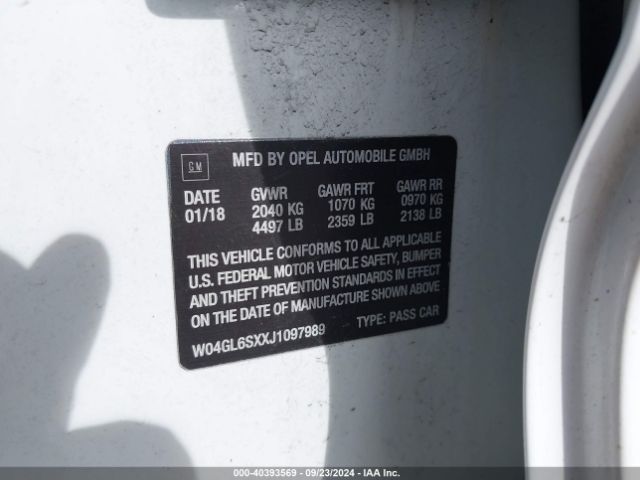 GM
MFD BY OPEL AUTOMOBILE GMBH
DATE GVWR GAWR FRT GAWR RR
01/18 2040 KG 1070 KG 0970 KG
4497 LB 2359 LB 2138 LB
THIS VEHICLE CONFORMS TO ALL APPLICABLE
U.S. FEDERAL MOTOR VEHICLE SAFETY, BUMPER
AND THEFT PREVENTION STANDARDS IN EFFECT
ON THE DATE OF MANUFACTURE SHOWN ABOVE
W04GL6SXXJ1097989 TYPE: PASS CAR
000-40393569 - 09/23/2024 - IAA Inc.